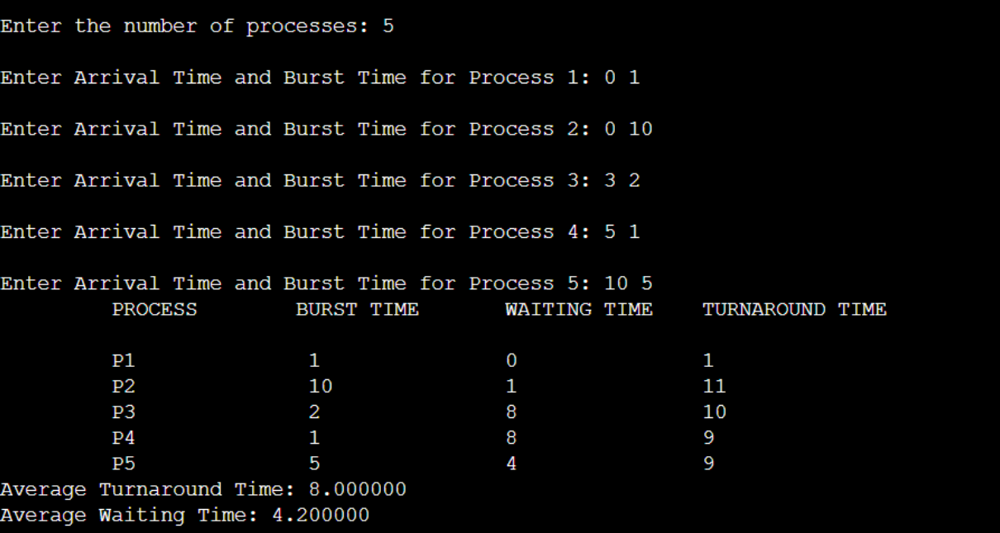 Enter the number of processes: 5
Enter Arrival Time and Burst Time for Process 1: 0 1
Enter Arrival Time and Burst Time for Process 2: 0 10
Enter Arrival Time and Burst Time for Process 3: 3 2
Enter Arrival Time and Burst Time for Process 4: 5 1
Enter Arrival Time and Burst Time for Process 5: 10 5
PROCESS BURST TIME WAITING TIME TURNAROUND TIME
P1 1 0 1
P2 10 1 11
P3 2 8 10
P4 1 8 9
P5 5 4 9
Average Turnaround Time: 8.000000
Average Waiting Time: 4.200000